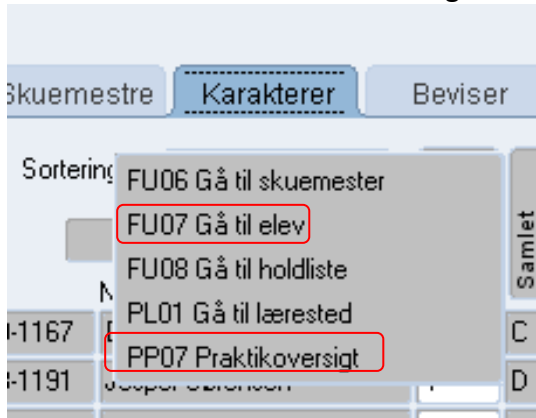 Skuemestre Karakterer Beviser
Sortering
Samlet
FU06 Gå til skuemester
FU07 Gå til elev
FU08 Gå til holdliste
PL01 Gå til lærested
PP07 Praktikoversigt
-1167 C
-1191 D